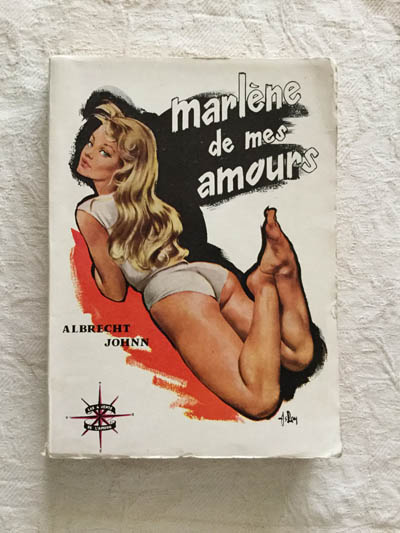 marlène
de mes
amours
ALBRECHT
JOHNN